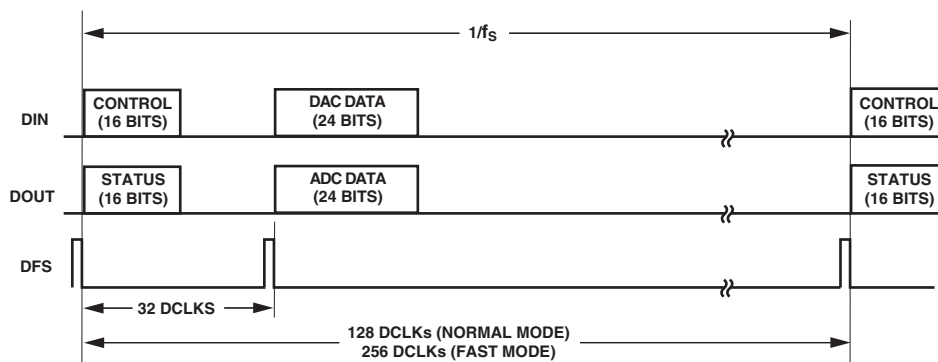 1/fS
DIN
CONTROL
(16 BITS)
DAC DATA
(24 BITS)
CONTROL
(16 BITS)
DOUT
STATUS
(16 BITS)
ADC DATA
(24 BITS)
STATUS
(16 BITS)
DFS
32 DCLKS
128 DCLKs (NORMAL MODE)
256 DCLKs (FAST MODE)